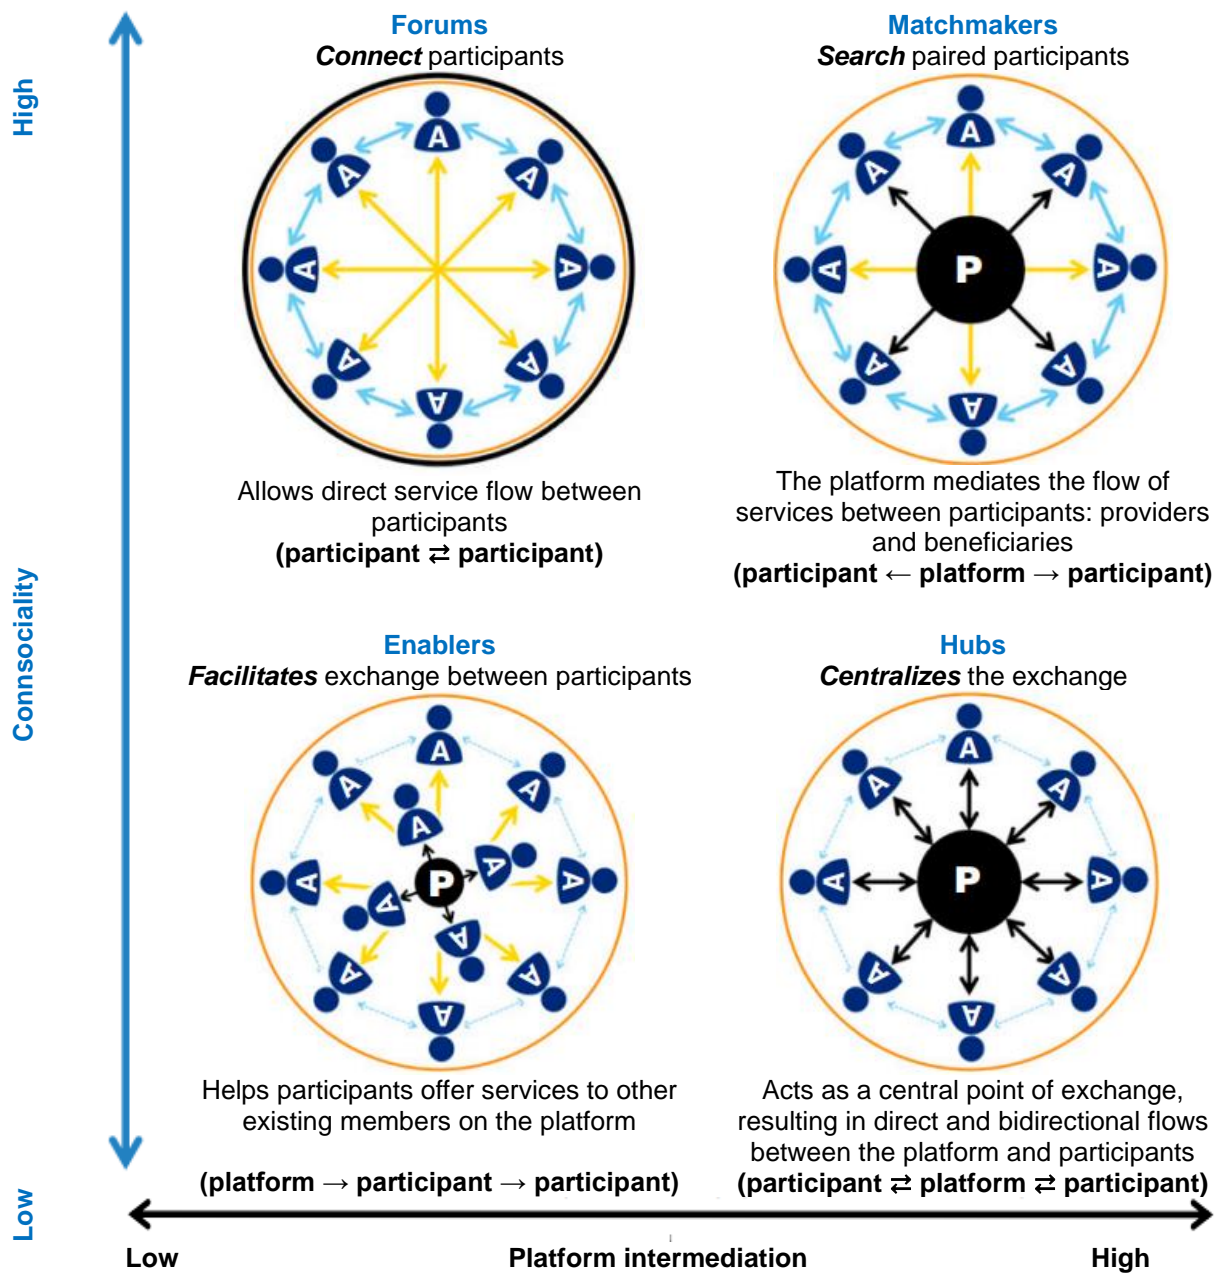 High
Forums
Connect participants
A
A
A
A
A
A
A
A
Allows direct service flow between
participants
(participant ⇄ participant)
Matchmakers
Search paired participants
A
A
A
A
P
A
A
A
A
The platform mediates the flow of
services between participants: providers
and beneficiaries
(participant ← platform → participant)
Connsociality
Enablers
Facilitates exchange between participants
A
A
A
A
A
A
P
A
A
A
A
A
A
Helps participants offer services to other
existing members on the platform
(platform → participant → participant)
Hubs
Centralizes the exchange
A
A
A
A
P
A
A
A
A
Acts as a central point of exchange,
resulting in direct and bidirectional flows
between the platform and participants
(participant ⇄ platform ⇄ participant)
Low
Low
Platform intermediation
High